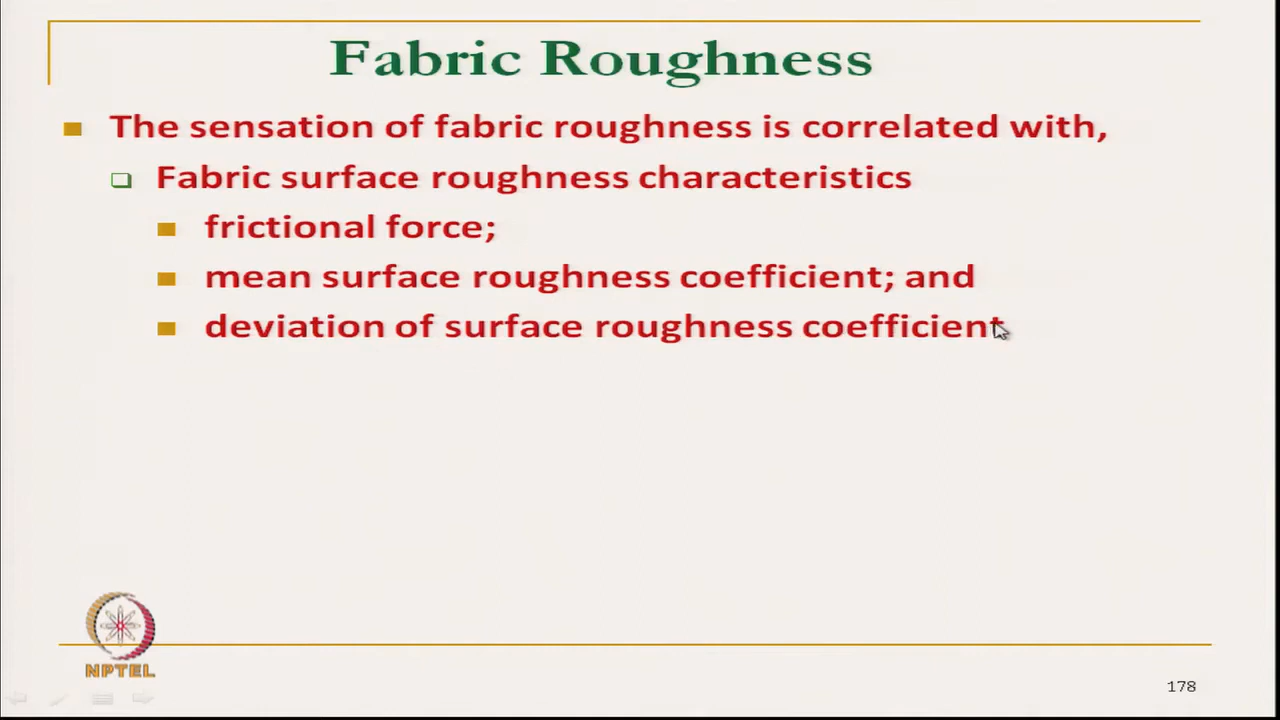 Fabric Roughness
The sensation of fabric roughness is correlated with,
Fabric surface roughness characteristics
frictional force;
mean surface roughness coefficient; and
deviation of surface roughness coefficient
NPTEL
178